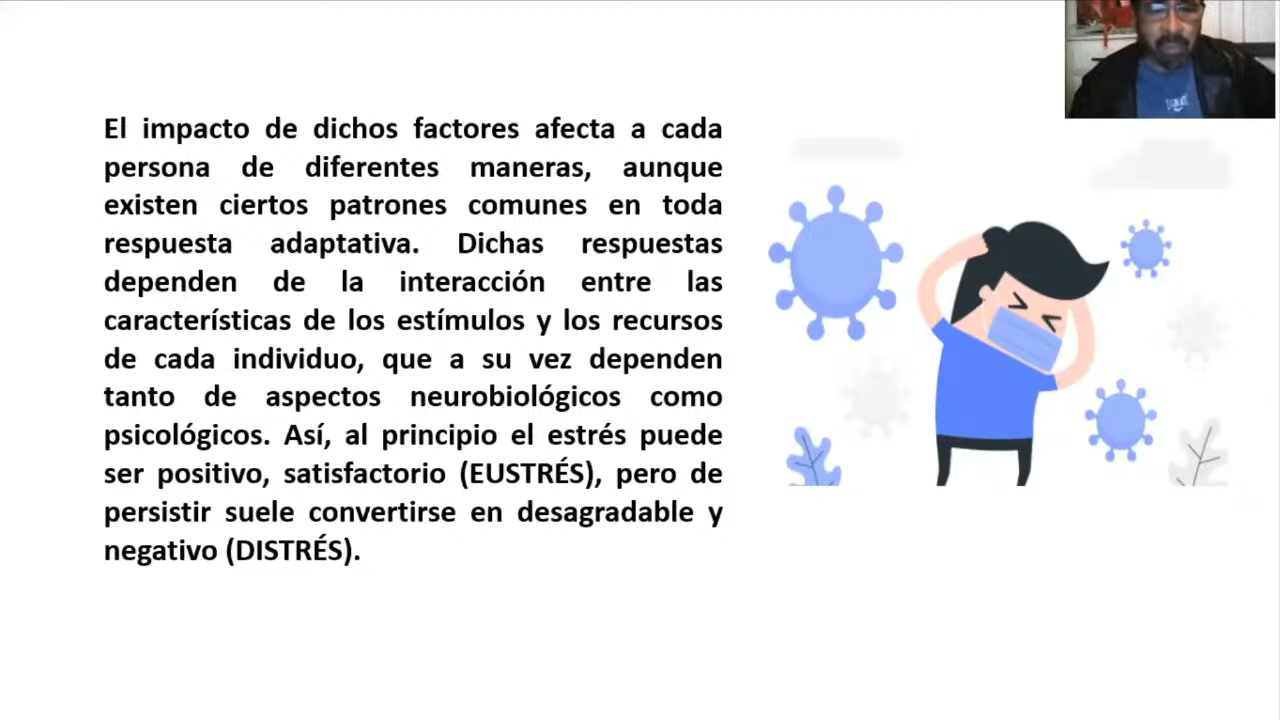 El impacto de dichos factores afecta a cada
persona de diferentes maneras, aunque
existen ciertos patrones comunes en toda
respuesta adaptativa. Dichas respuestas
dependen de la interacción entre las
características de los estímulos y los recursos
de cada individuo, que a su vez dependen
tanto de aspectos neurobiológicos como
psicológicos. Así, al principio el estrés puede
ser positivo, satisfactorio (EUSTRÉS), pero de
persistir suele convertirse en desagradable y
negativo (DISTRÉS).